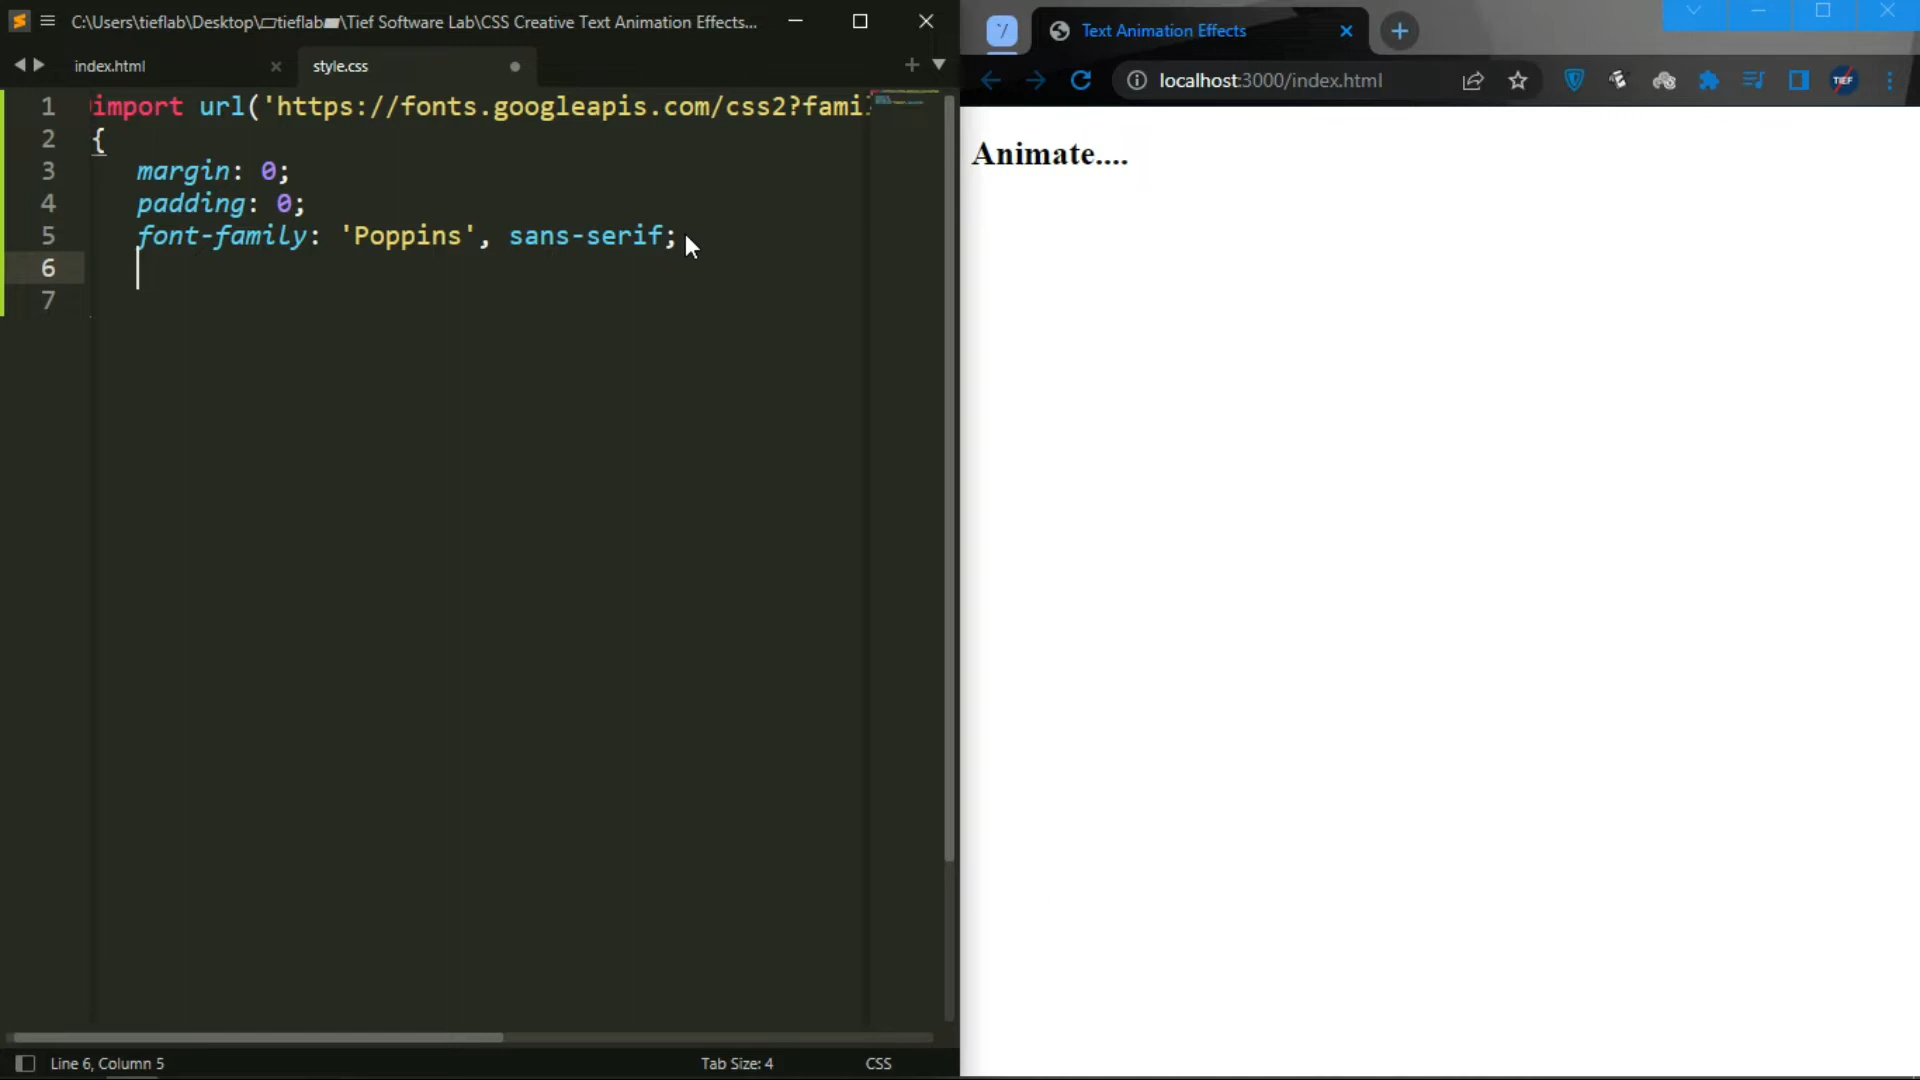 C:\Users\tieflab\Desktop\▭tieflab▰\Tief Software Lab\CSS Creative Text Animation Effects...
index.html
style.css
1 import url('https://fonts.googleapis.com/css2?fami
2 {
3 margin: 0;
4 padding: 0;
5 font-family: 'Poppins', sans-serif;
6
7
Line 6, Column 5
Tab Size: 4
CSS
Text Animation Effects
localhost:3000/index.html
TIEF
Animate....